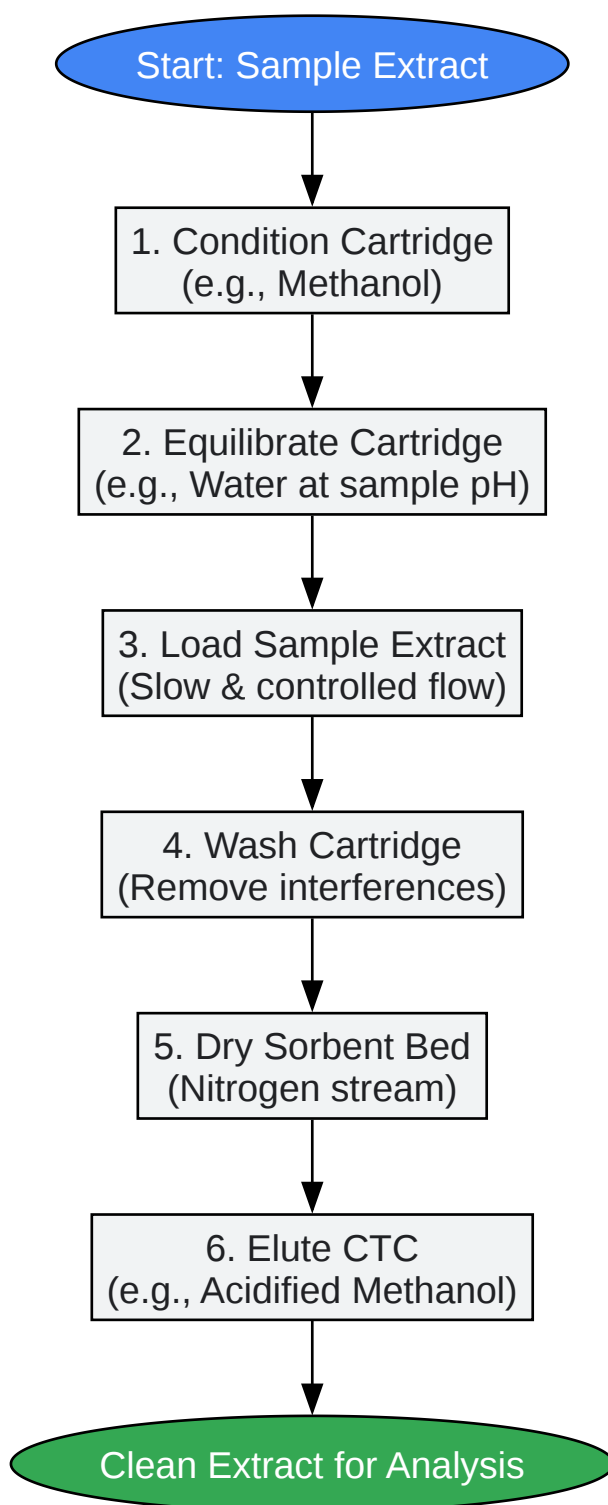 Start: Sample Extract
1. Condition Cartridge
(e.g., Methanol)
2. Equilibrate Cartridge
(e.g., Water at sample pH)
3. Load Sample Extract
(Slow & controlled flow)
4. Wash Cartridge
(Remove interferences)
5. Dry Sorbent Bed
(Nitrogen stream)
6. Elute CTC
(e.g., Acidified Methanol)
Clean Extract for Analysis